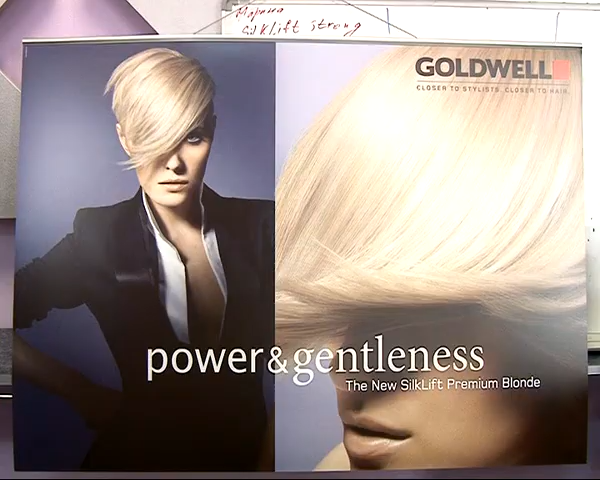 Марина
SilkLift strong
GOLDWELL
CLOSER TO STYLISTS. CLOSER TO HAIR.
power&gentleness
The New SilkLift Premium Blonde